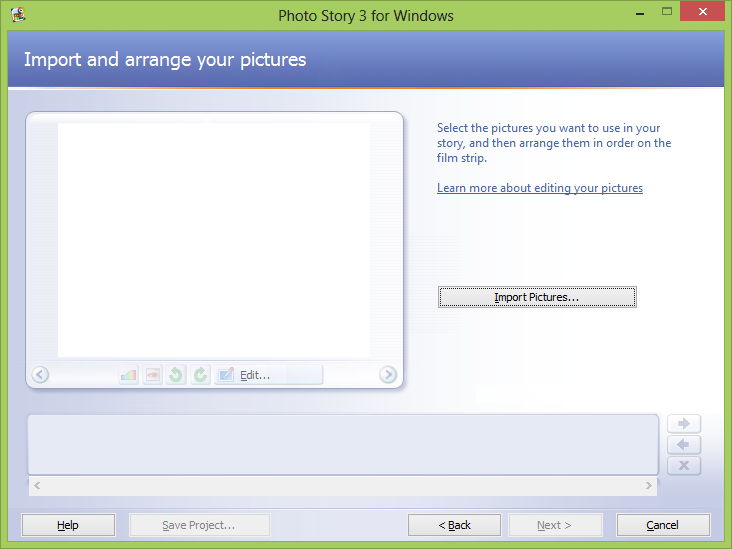 Photo Story 3 for Windows
Import and arrange your pictures
Select the pictures you want to use in your
story, and then arrange them in order on the
film strip.
Learn more about editing your pictures
Import Pictures...
Edit...
Help
Save Project...
< Back
Next >
Cancel